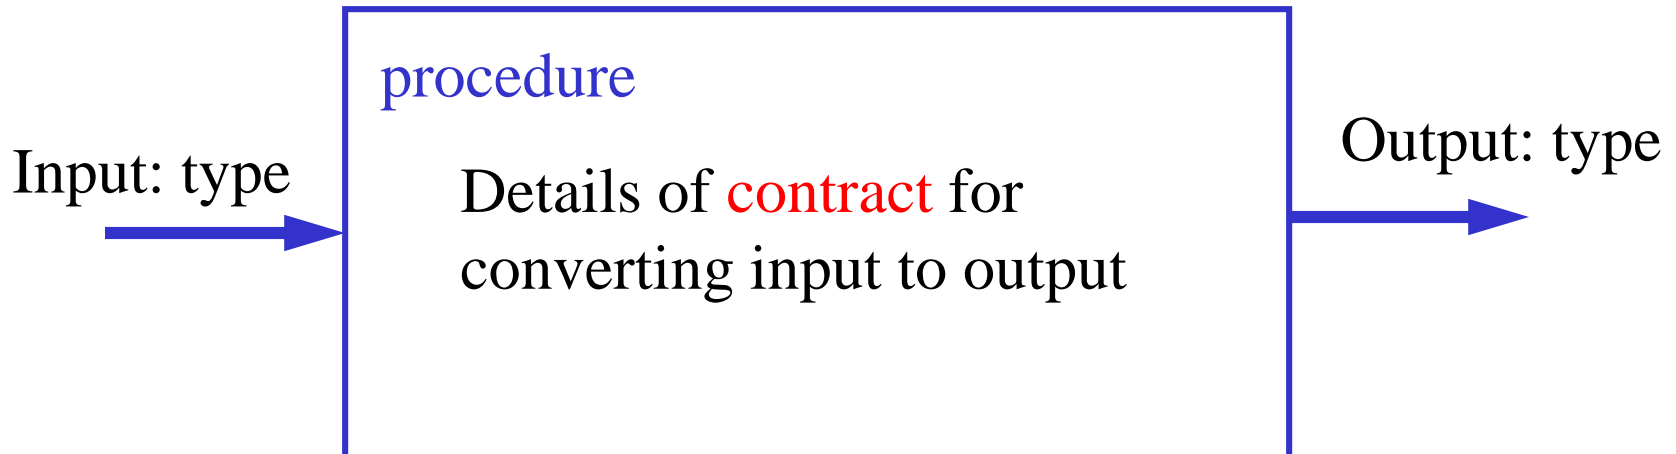 procedure
Input: type
Details of contract for
converting input to output
Output: type